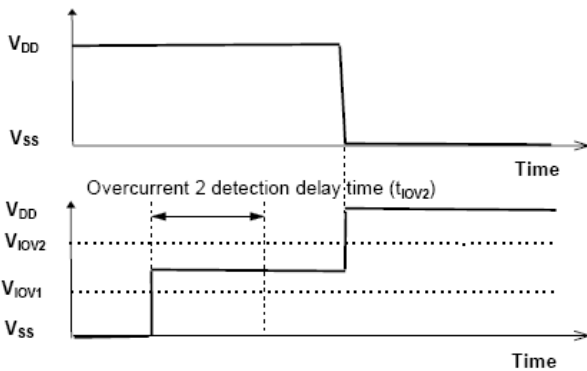 VDD
VSS
Time
Overcurrent 2 detection delay time (tIOV2)
VDD
VIOV2
VIOV1
VSS
Time